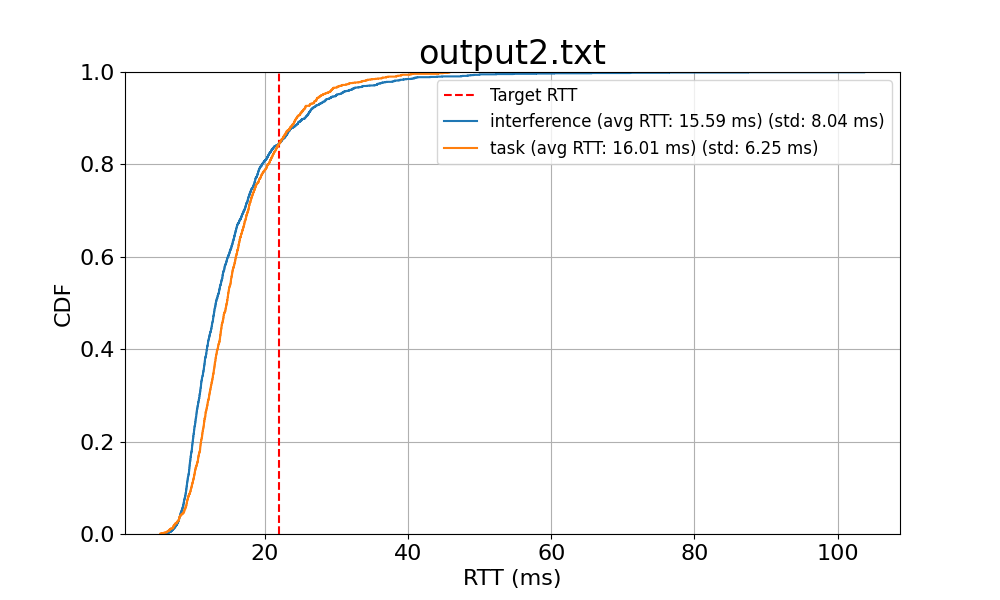 output2.txt
1.0
0.8
0.6
0.4
0.2
0.0
CDF
Target RTT
interference (avg RTT: 15.59 ms) (std: 8.04 ms)
task (avg RTT: 16.01 ms) (std: 6.25 ms)
20 40 60 80 100
RTT (ms)